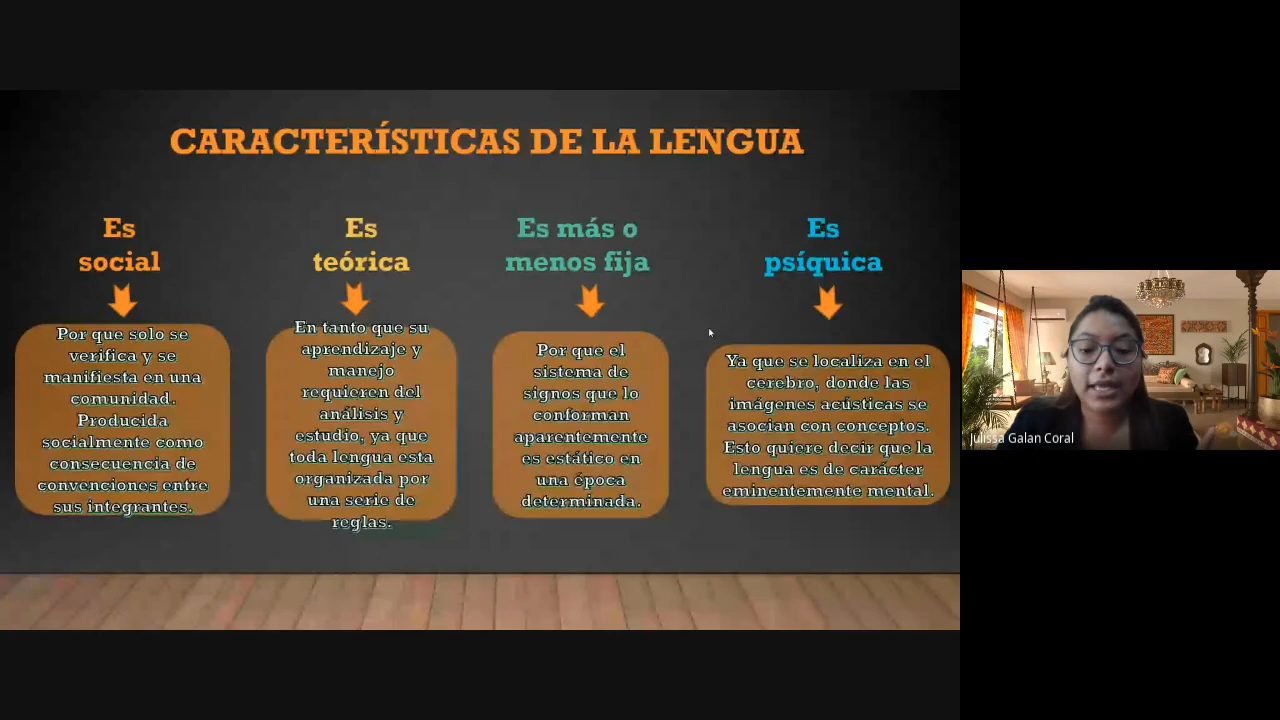 CARACTERÍSTICAS DE LA LENGUA
Es
social
Por que solo se
verifica y se
manifiesta en una
comunidad.
Producida
socialmente como
consecuencia de
convenciones entre
sus integrantes.
Es
teórica
En tanto que su
aprendizaje y
manejo
requieren del
análisis y
estudio, ya que
toda lengua esta
organizada por
una serie de
reglas.
Es más o
menos fija
Por que el
sistema de
signos que lo
conforman
aparentemente
es estático en
una época
determinada.
Es
psíquica
Ya que se localiza en el
cerebro, donde las
imágenes acústicas se
asocian con conceptos.
Esto quiere decir que la
lengua es de carácter
eminentemente mental.
Julissa Galan Coral